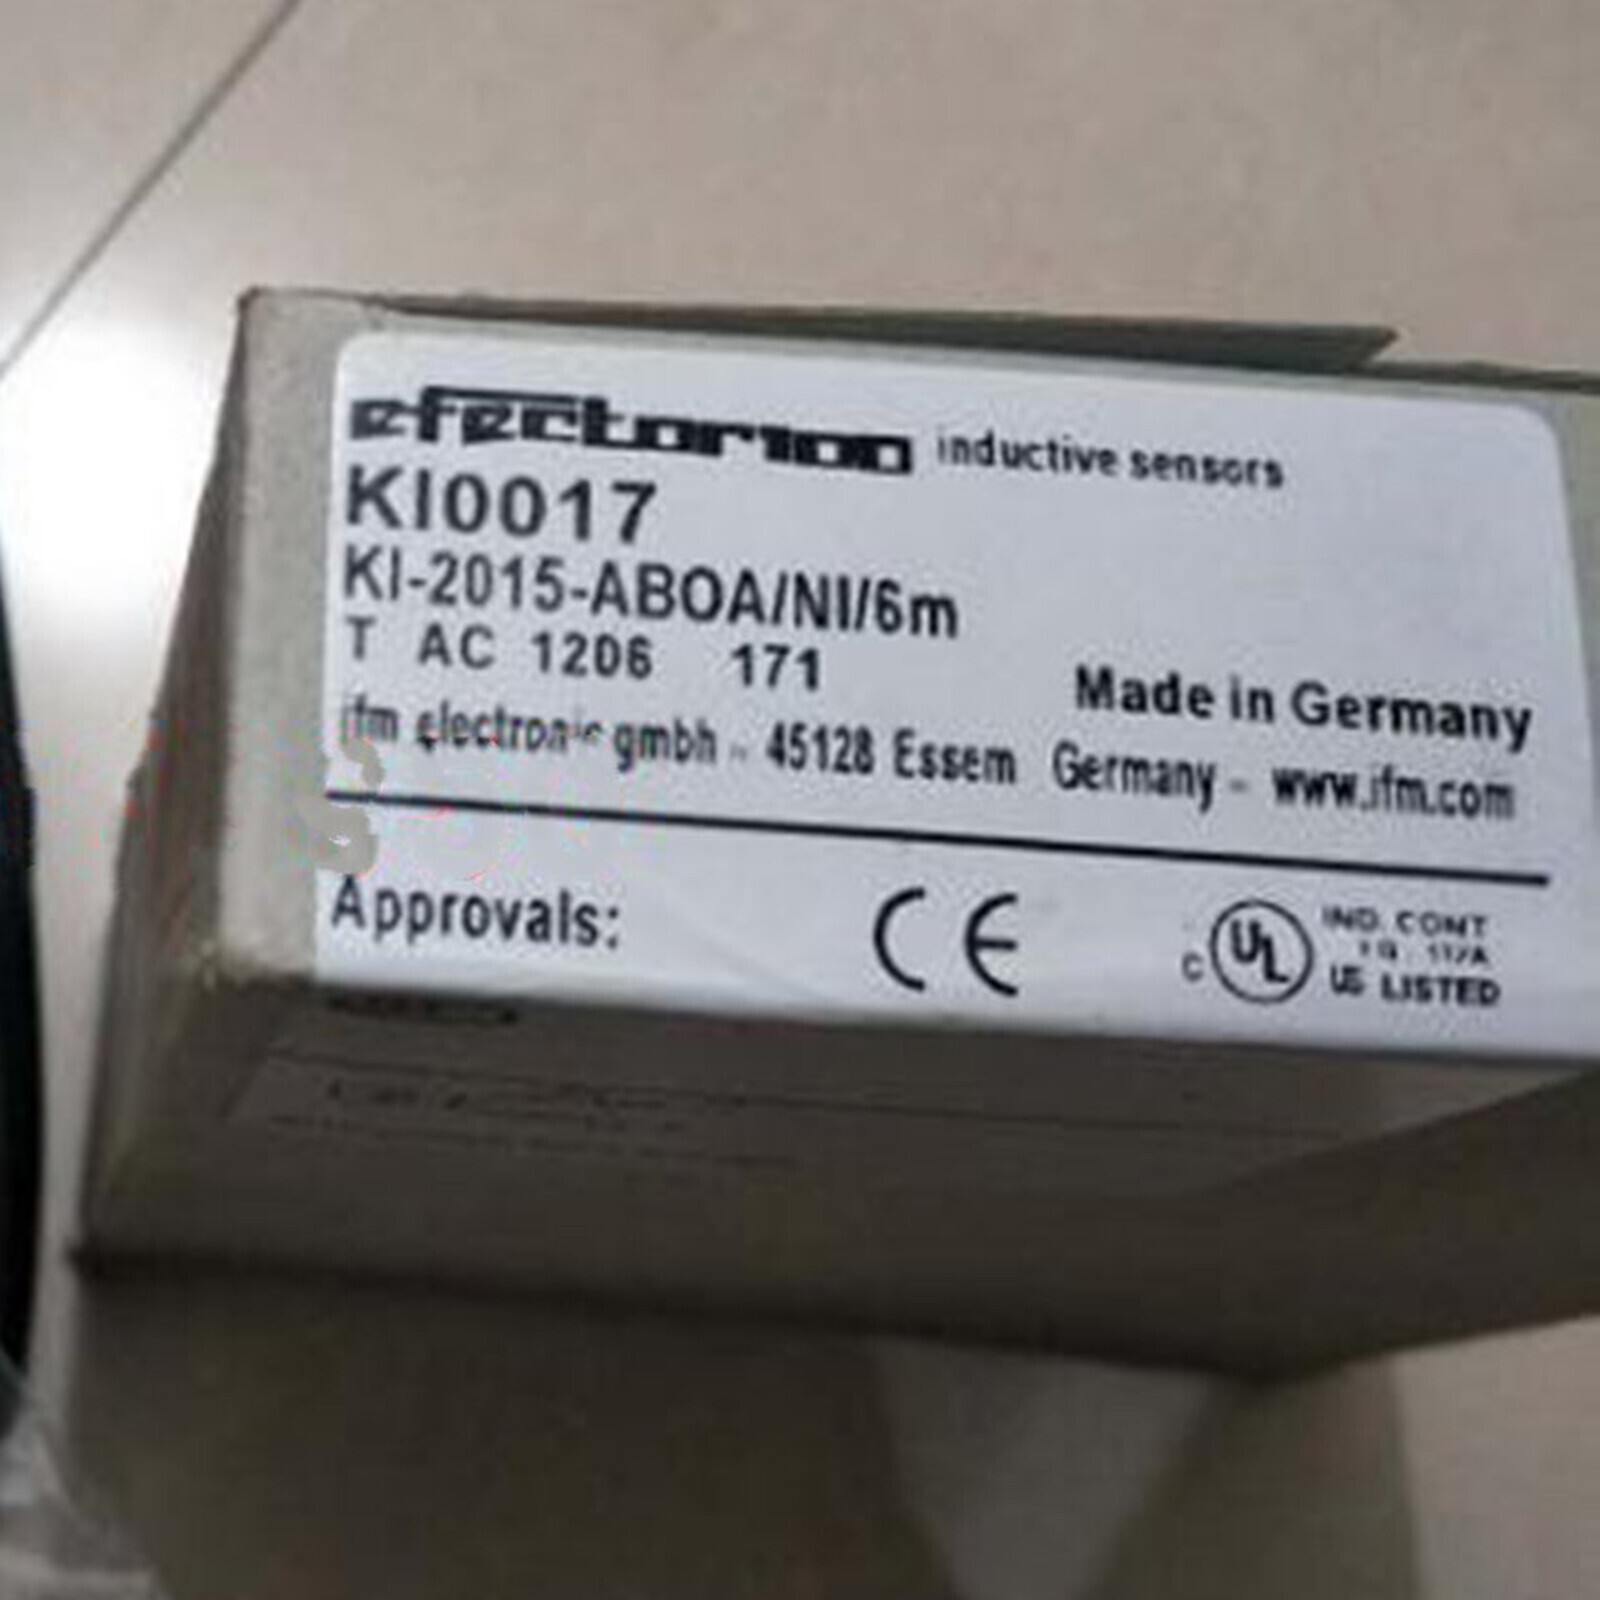 efector100 inductive sensors
KI0017
KI-2015-ABOA/NI/6m
T AC 1206 171
Made in Germany
ifm electronic gmbh - 45128 Essem Germany - www.ifm.com
Approvals:
CE
c UL US LISTED
IND. CONT